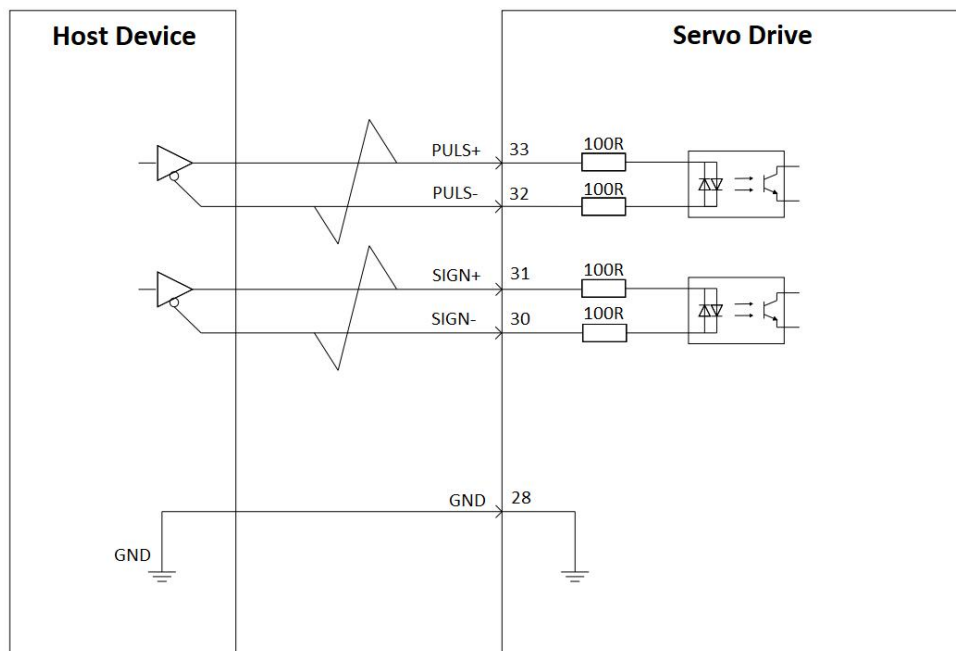 Host Device
Servo Drive
PULS+ 33 100R
PULS- 32 100R
SIGN+ 31 100R
SIGN- 30 100R
GND 28
GND